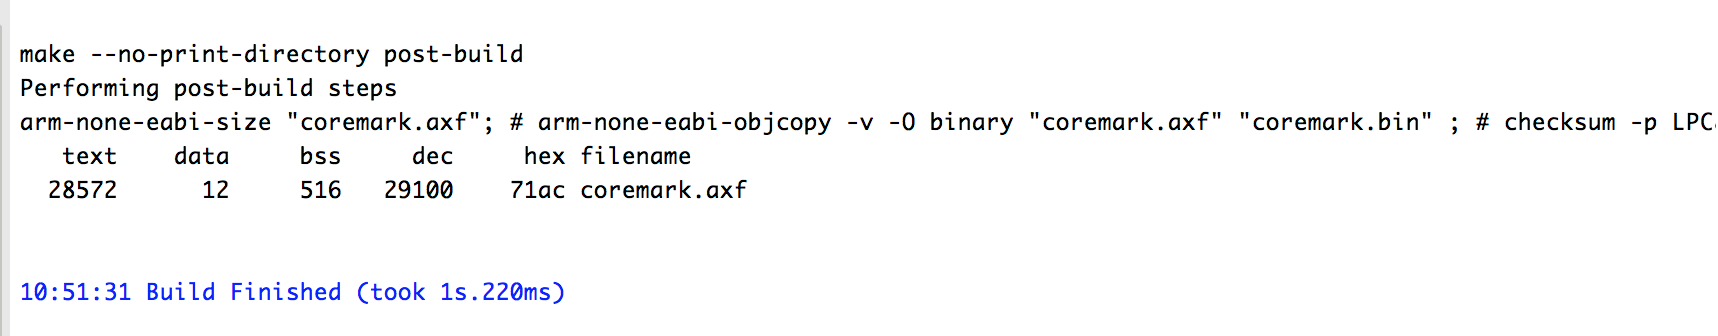 make --no-print-directory post-build
Performing post-build steps
arm-none-eabi-size "coremark.axf"; # arm-none-eabi-objcopy -v -O binary "coremark.axf" "coremark.bin" ; # checksum -p LPC
   text    data     bss     dec     hex filename
  28572      12     516   29100    71ac coremark.axf
10:51:31 Build Finished (took 1s.220ms)